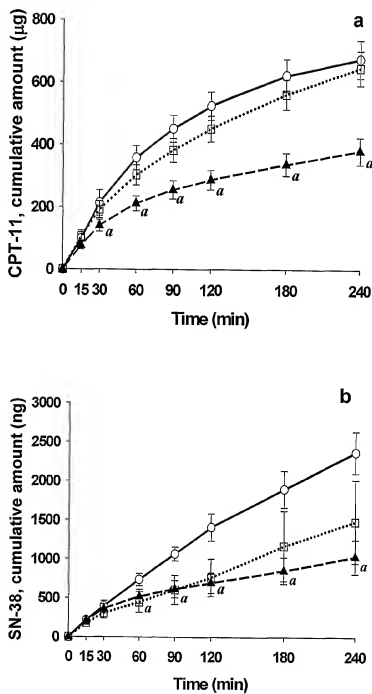 a
CPT-11, cumulative amount (µg)
800
600
400
200
0
a
a
a
a
a
a
0 15 30 60 90 120 180 240
Time (min)
b
SN-38, cumulative amount (ng)
3000
2500
2000
1500
1000
500
0
a
a
a
a
a
0 15 30 60 90 120 180 240
Time (min)